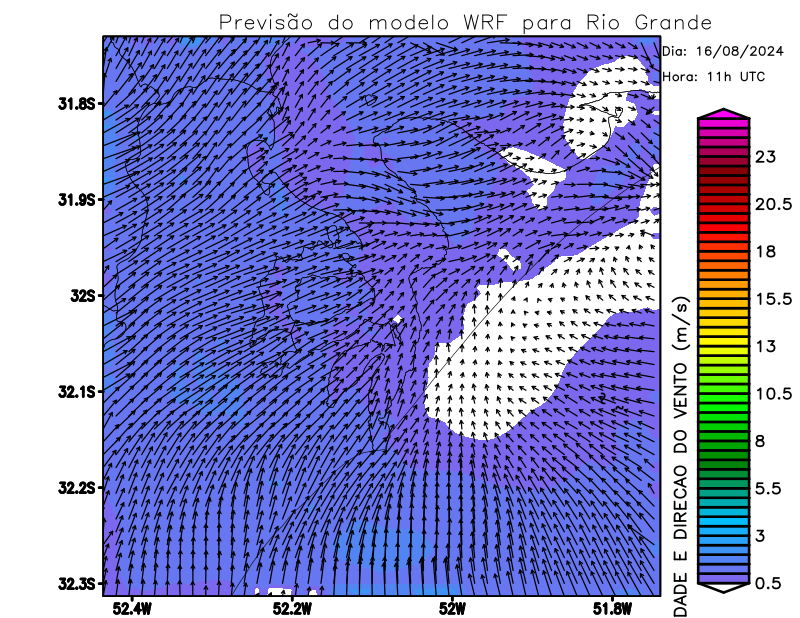 Previsão do modelo WRF para Rio Grande
Dia: 16/08/2024
Hora: 11h UTC
31.8S
31.9S
32S
32.1S
32.2S
32.3S
52.4W
52.2W
52W
51.8W
DADE E DIRECAO DO VENTO (m/s)
23
20.5
18
15.5
13
10.5
8
5.5
3
0.5